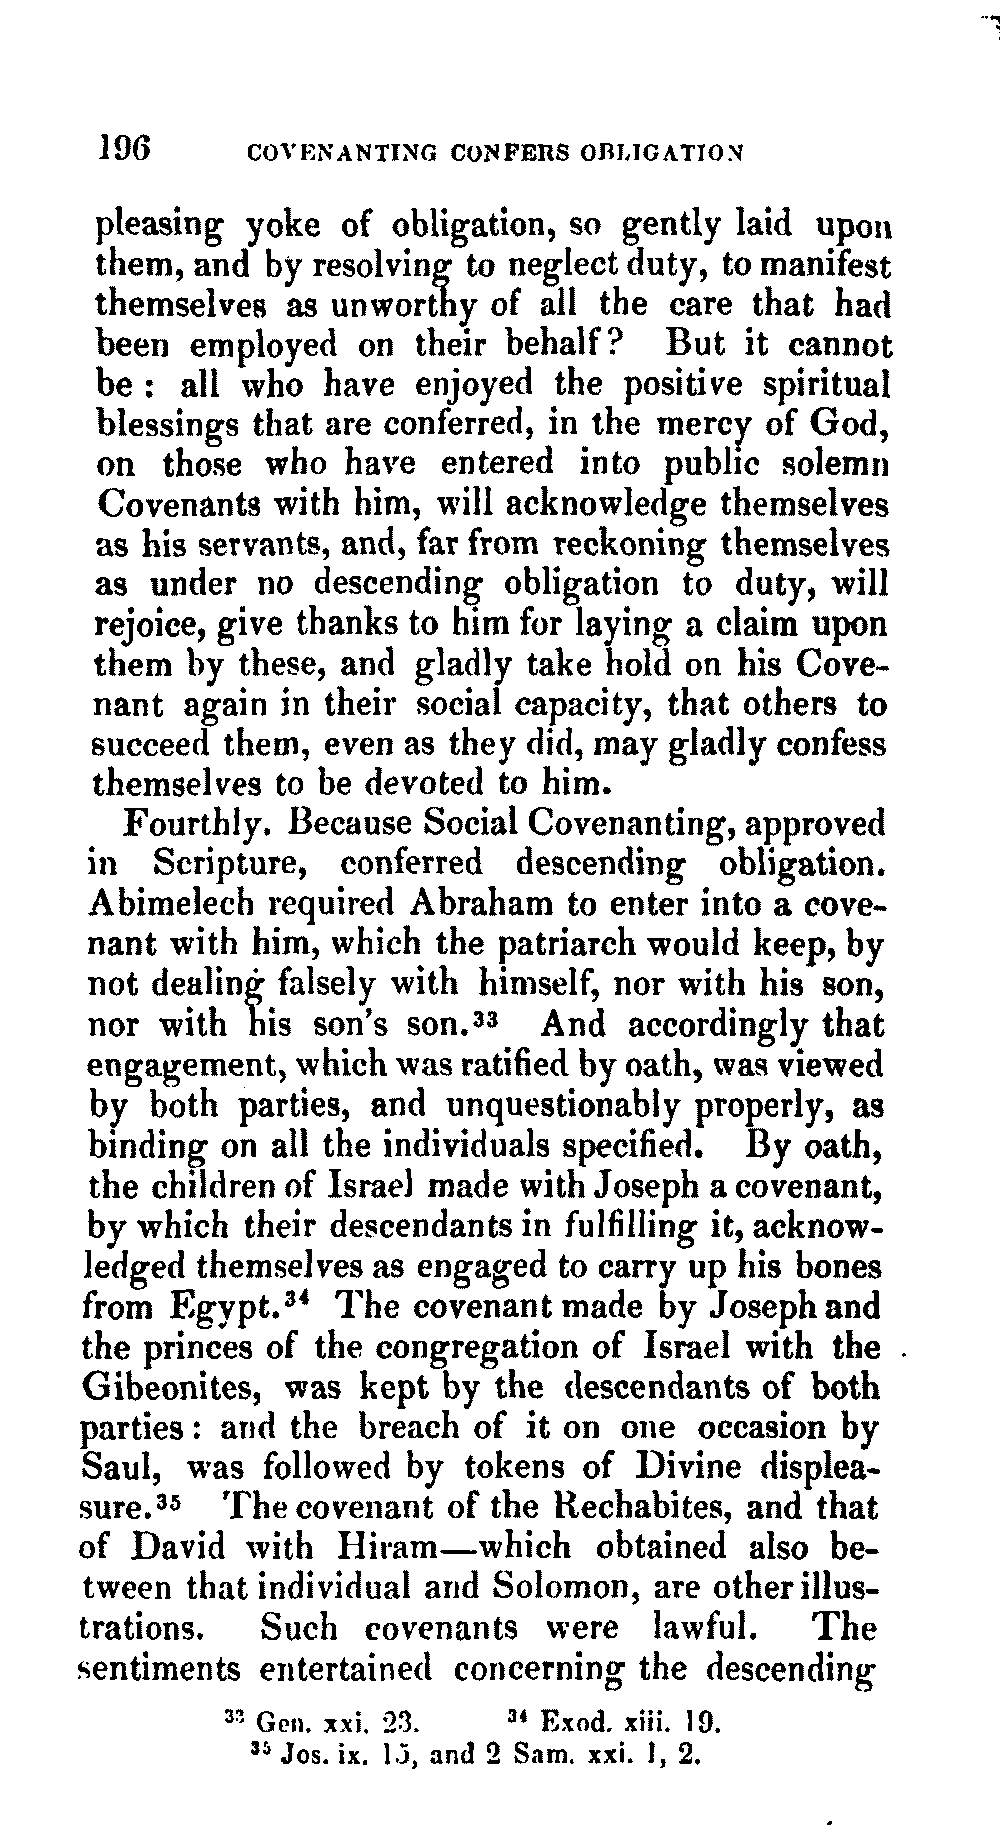 196 COVENANTING CONFERS OBLIGATION
pleasing yoke of obligation, so gently laid upon
them, and by resolving to neglect duty, to manifest
themselves as unworthy of all the care that had
been employed on their behalf? But it cannot
be : all who have enjoyed the positive spiritual
blessings that are conferred, in the mercy of God,
on those who have entered into public solemn
Covenants with him, will acknowledge themselves
as his servants, and, far from reckoning themselves
as under no descending obligation to duty, will
rejoice, give thanks to him for laying a claim upon
them by these, and gladly take hold on his Cove-
nant again in their social capacity, that others to
succeed them, even as they did, may gladly confess
themselves to be devoted to him.
Fourthly. Because Social Covenanting, approved
in Scripture, conferred descending obligation.
Abimelech required Abraham to enter into a cove-
nant with him, which the patriarch would keep, by
not dealing falsely with himself, nor with his son,
nor with his son's son.³³ And accordingly that
engagement, which was ratified by oath, was viewed
by both parties, and unquestionably properly, as
binding on all the individuals specified. By oath,
the children of Israel made with Joseph a covenant,
by which their descendants in fulfilling it, acknow-
ledged themselves as engaged to carry up his bones
from Egypt.³⁴ The covenant made by Joseph and
the princes of the congregation of Israel with the
Gibeonites, was kept by the descendants of both
parties : and the breach of it on one occasion by
Saul, was followed by tokens of Divine displea-
sure.³⁵ The covenant of the Rechabites, and that
of David with Hiram—which obtained also be-
tween that individual and Solomon, are other illus-
trations. Such covenants were lawful. The
sentiments entertained concerning the descending
³³ Gen. xxi. 23. ³⁴ Exod. xiii. 19.
³⁵ Jos. ix. 15, and 2 Sam. xxi. 1, 2.